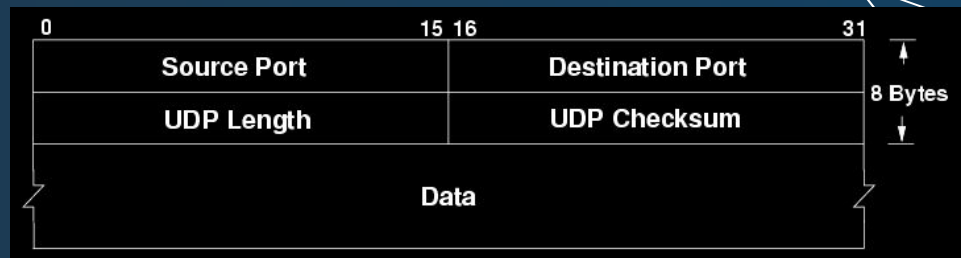 0 15 16 31
Source Port Destination Port
8 Bytes
UDP Length UDP Checksum
Data